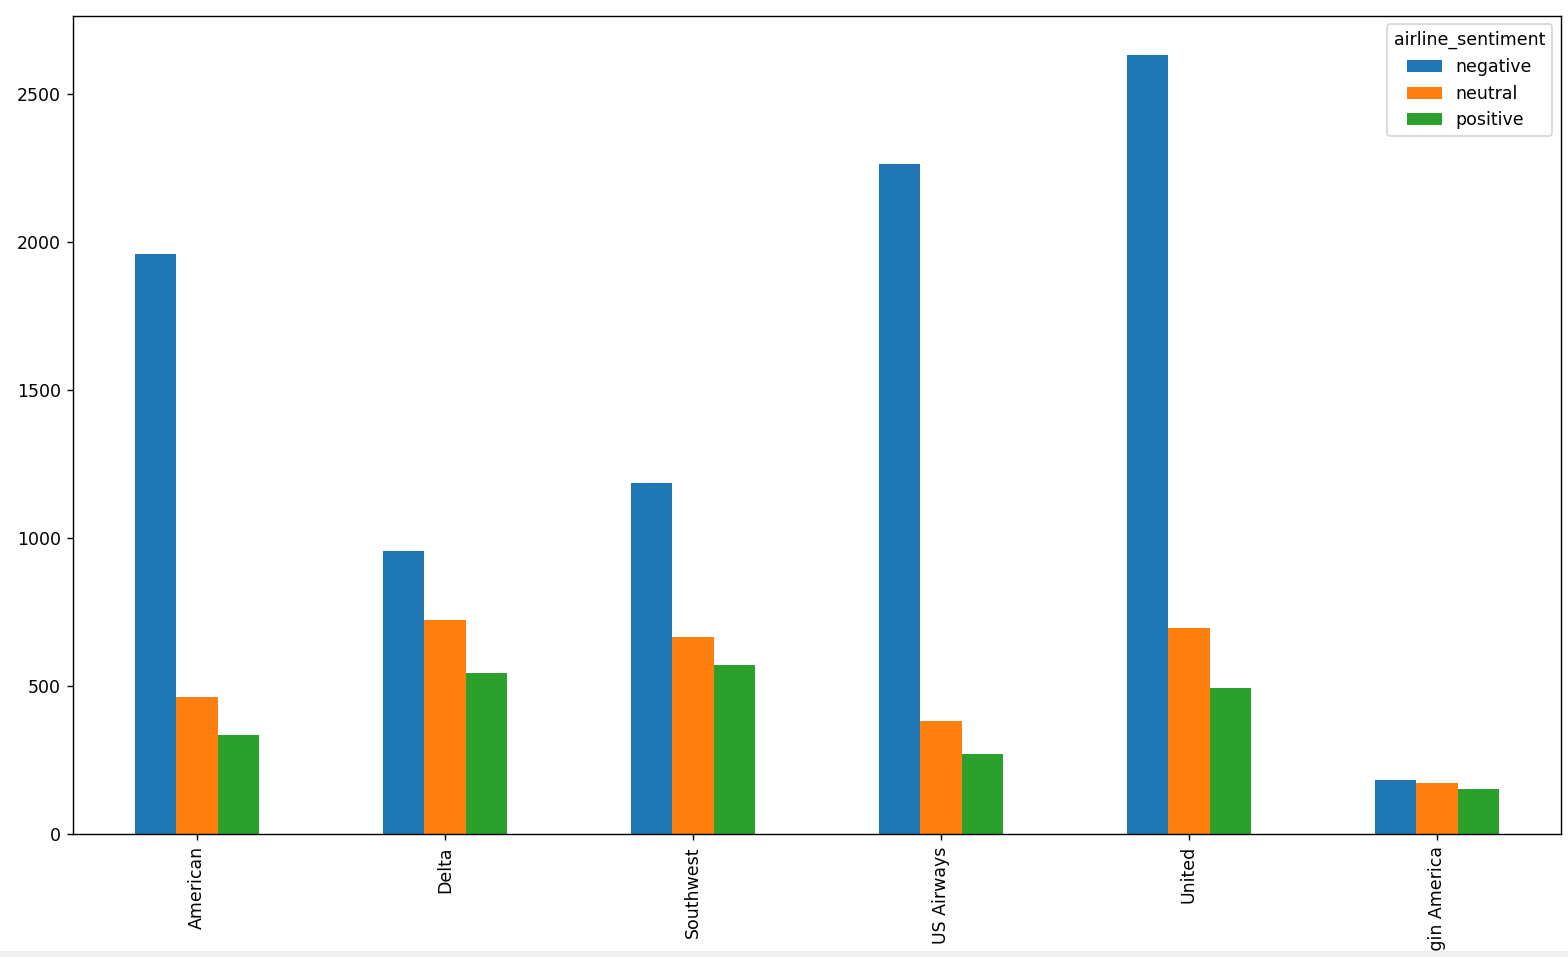 airline_sentiment
negative
neutral
positive
2500
2000
1500
1000
500
0
American
Delta
Southwest
US Airways
United
gin America